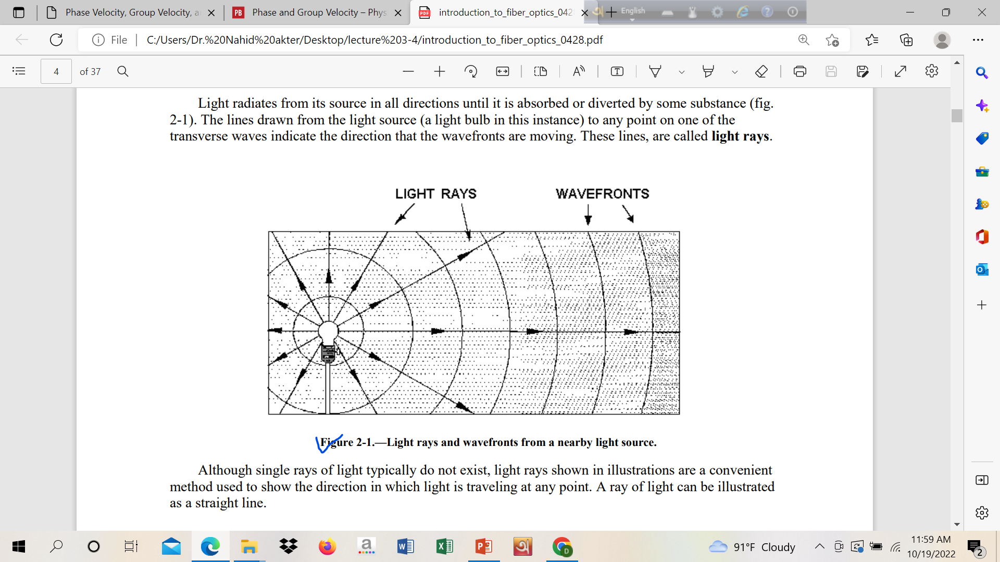 Phase Velocity, Group Velocity, a
PB Phase and Group Velocity – Phys
PDF introduction_to_fiber_optics_042
English
File
C:/Users/Dr.%20Nahid%20akter/Desktop/lecture%203-4/introduction_to_fiber_optics_0428.pdf
4 of 37
Light radiates from its source in all directions until it is absorbed or diverted by some substance (fig.
2-1). The lines drawn from the light source (a light bulb in this instance) to any point on one of the
transverse waves indicate the direction that the wavefronts are moving. These lines, are called light rays.
LIGHT RAYS
WAVEFRONTS
Figure 2-1.—Light rays and wavefronts from a nearby light source.
Although single rays of light typically do not exist, light rays shown in illustrations are a convenient
method used to show the direction in which light is traveling at any point. A ray of light can be illustrated
as a straight line.
91°F Cloudy
11:59 AM
10/19/2022
2